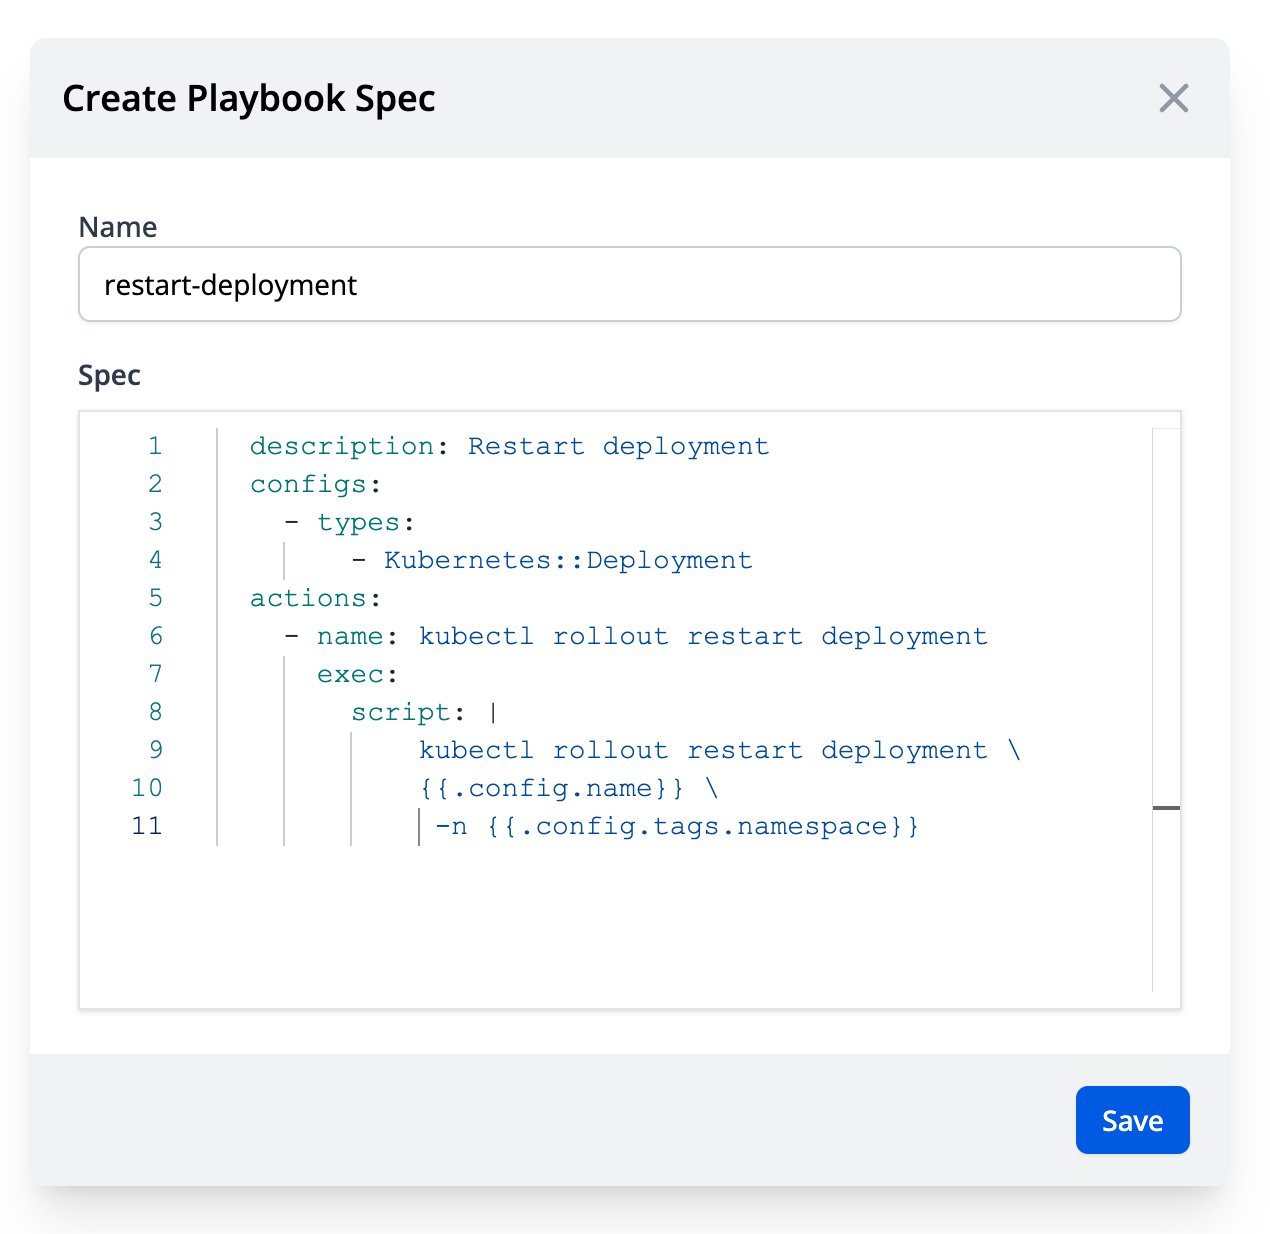 Create Playbook Spec
Name
restart-deployment
Spec
1 description: Restart deployment
2 configs:
3   - types:
4       - Kubernetes::Deployment
5 actions:
6   - name: kubectl rollout restart deployment
7     exec:
8       script: |
9           kubectl rollout restart deployment \
10           {{.config.name}} \
11            -n {{.config.tags.namespace}}
Save